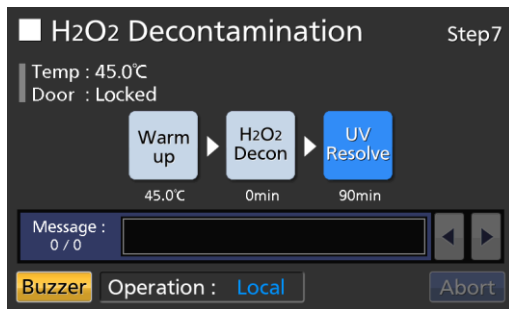 H2O2 Decontamination Step7
Temp : 45.0℃
Door : Locked
Warm up
H2O2 Decon
UV Resolve
45.0℃ 0min 90min
Message :
0 / 0
Buzzer Operation : Local Abort